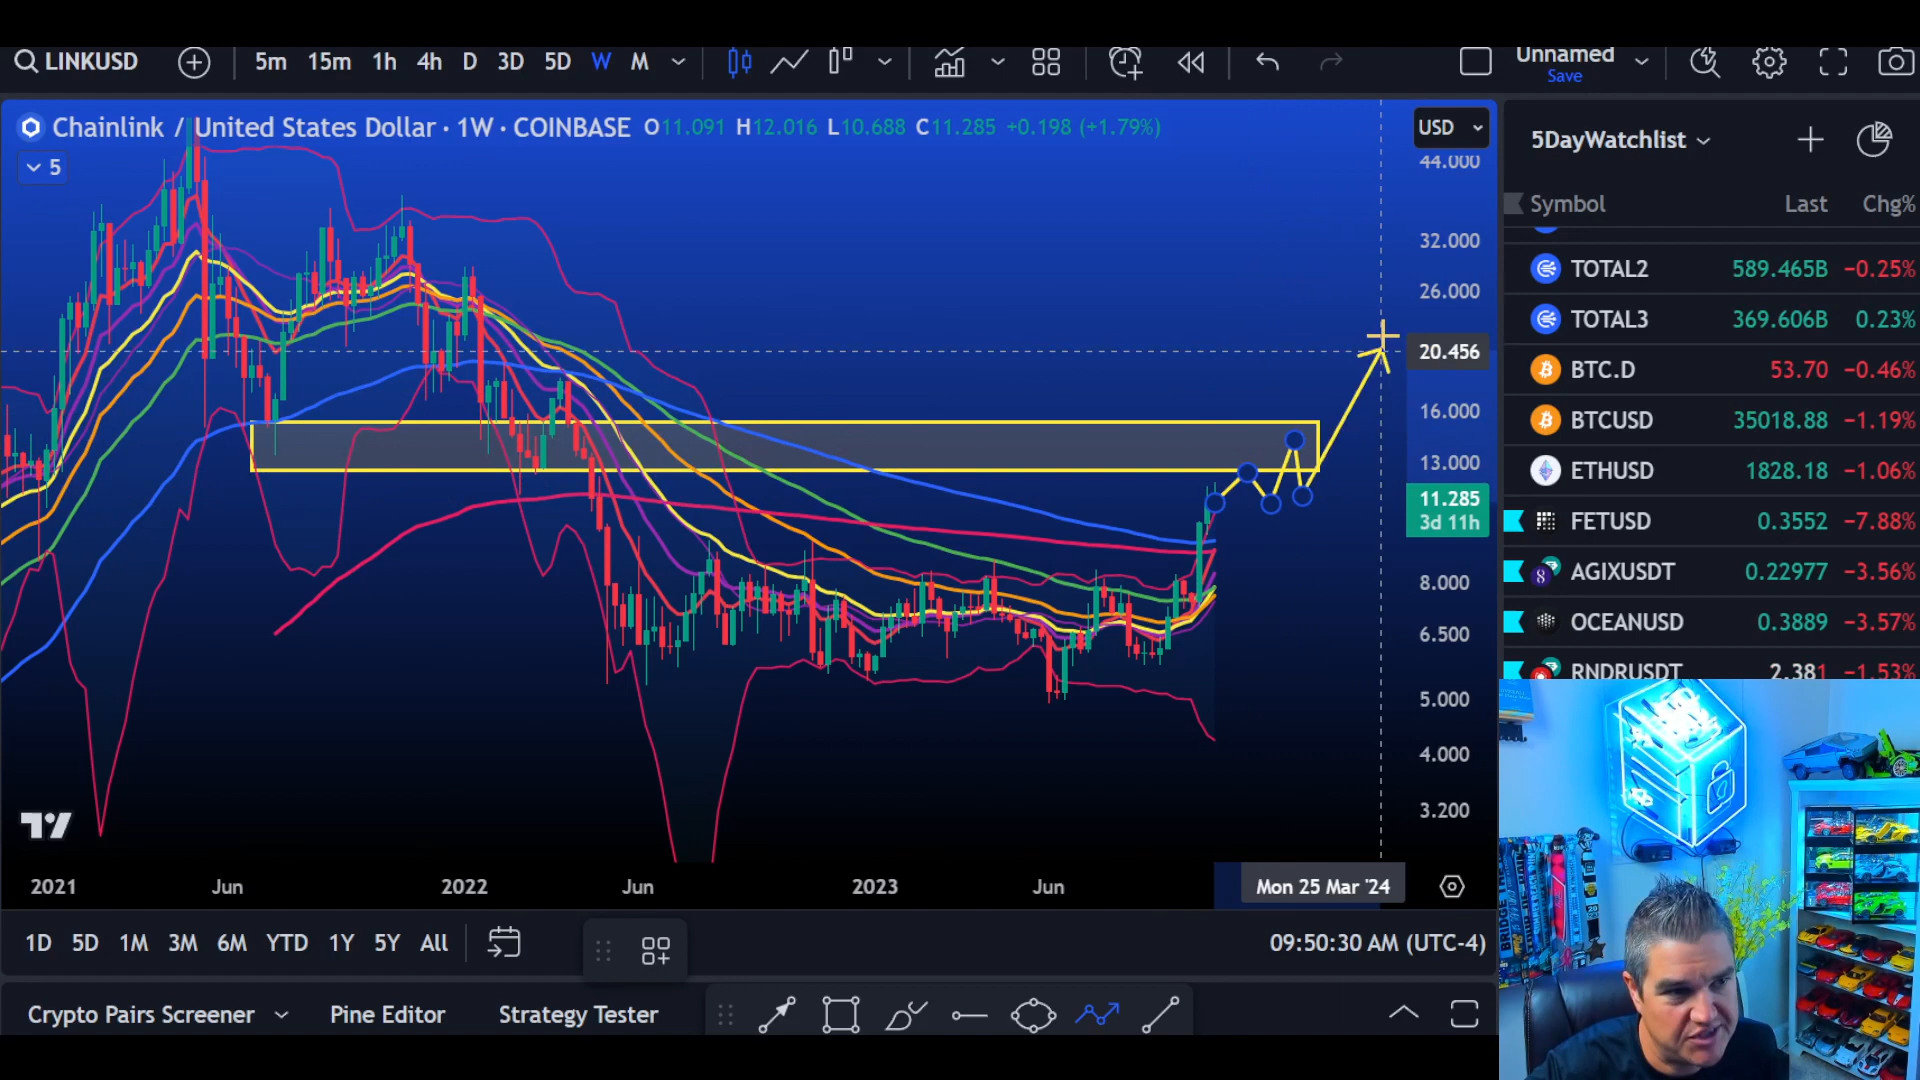 LINKUSD 5m 15m 1h 4h D 3D 5D W M Unnamed
Save
Chainlink / United States Dollar · 1W · COINBASE O11.091 H12.016 L10.688 C11.285 +0.198 (+1.79%)
5
USD
44.000
32.000
26.000
20.456
16.000
13.000
11.285
3d 11h
8.000
6.500
5.000
4.000
3.200
2021 Jun 2022 Jun 2023 Jun Mon 25 Mar '24
1D 5D 1M 3M 6M YTD 1Y 5Y All
09:50:30 AM (UTC-4)
Crypto Pairs Screener Pine Editor Strategy Tester
5DayWatchlist
Symbol Last Chg%
TOTAL2 589.465B −0.25%
TOTAL3 369.606B 0.23%
BTC.D 53.70 −0.46%
BTCUSD 35018.88 −1.19%
ETHUSD 1828.18 −1.06%
FETUSD 0.3552 −7.88%
AGIXUSDT 0.22977 −3.56%
OCEANUSD 0.3889 −3.57%
RNDRUSDT 2.381 −1.53%